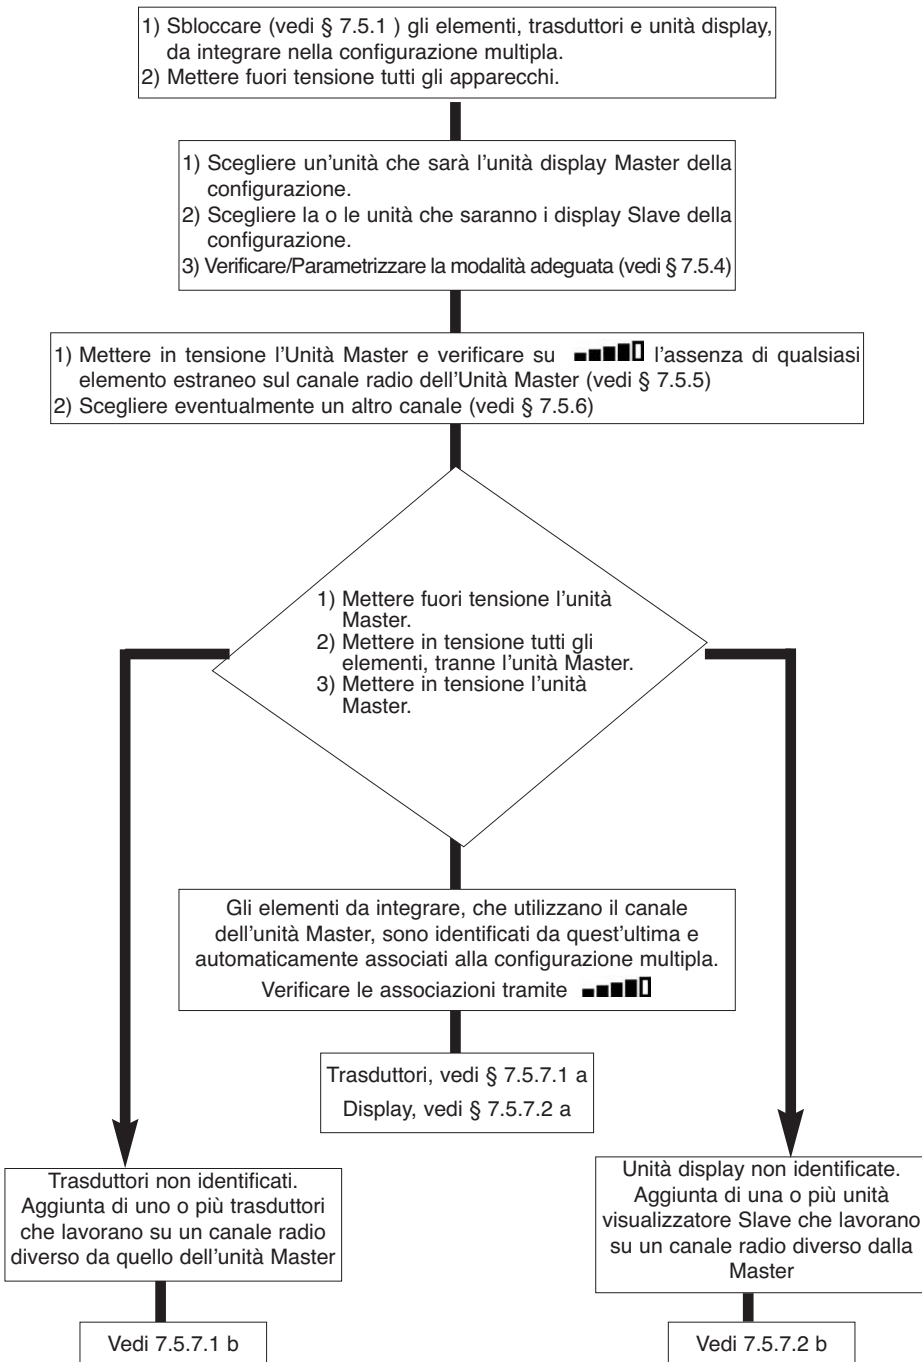 1) Sbloccare (vedi § 7.5.1 ) gli elementi, trasduttori e unità display,
da integrare nella configurazione multipla.
2) Mettere fuori tensione tutti gli apparecchi.
1) Scegliere un'unità che sarà l'unità display Master della
configurazione.
2) Scegliere la o le unità che saranno i display Slave della
configurazione.
3) Verificare/Parametrizzare la modalità adeguata (vedi § 7.5.4)
1) Mettere in tensione l'Unità Master e verificare su l'assenza di qualsiasi
elemento estraneo sul canale radio dell'Unità Master (vedi § 7.5.5)
2) Scegliere eventualmente un altro canale (vedi § 7.5.6)
1) Mettere fuori tensione l'unità
Master.
2) Mettere in tensione tutti gli
elementi, tranne l'unità Master.
3) Mettere in tensione l'unità
Master.
Gli elementi da integrare, che utilizzano il canale
dell'unità Master, sono identificati da quest'ultima e
automaticamente associati alla configurazione multipla.
Verificare le associazioni tramite
Trasduttori, vedi § 7.5.7.1 a
Display, vedi § 7.5.7.2 a
Trasduttori non identificati.
Aggiunta di uno o più trasduttori
che lavorano su un canale radio
diverso da quello dell'unità Master
Vedi 7.5.7.1 b
Unità display non identificate.
Aggiunta di una o più unità
visualizzatore Slave che lavorano
su un canale radio diverso dalla
Master
Vedi 7.5.7.2 b